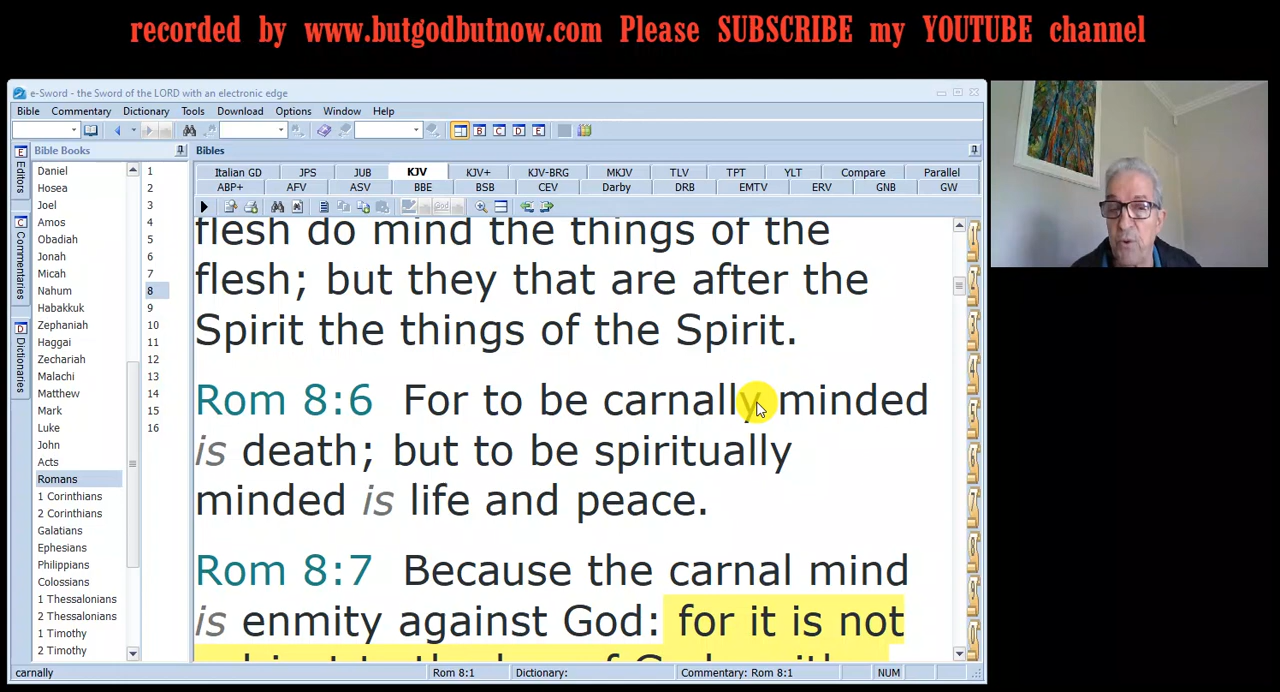 recorded by www.butgodbutnow.com Please SUBSCRIBE my YOUTUBE channel
e-Sword - the Sword of the LORD with an electronic edge
Bible Commentary Dictionary Tools Download Options Window Help
Bible Books
Bibles
Editors
Commentaries
Dictionaries
Daniel 1
Hosea 2
Joel 3
Amos 4
Obadiah 5
Jonah 6
Micah 7
Nahum 8
Habakkuk 9
Zephaniah 10
Haggai 11
Zechariah 12
Malachi 13
Matthew 14
Mark 15
Luke 16
John
Acts
Romans
1 Corinthians
2 Corinthians
Galatians
Ephesians
Philippians
Colossians
1 Thessalonians
2 Thessalonians
1 Timothy
2 Timothy
Italian GD JPS JUB KJV KJV+ KJV-BRG MKJV TLV TPT YLT Compare Parallel
ABP+ AFV ASV BBE BSB CEV Darby DRB EMTV ERV GNB GW
flesh do mind the things of the
flesh; but they that are after the
Spirit the things of the Spirit.
Rom 8:6 For to be carnally minded
is death; but to be spiritually
minded is life and peace.
Rom 8:7 Because the carnal mind
is enmity against God: for it is not
carnally Rom 8:1 Dictionary: Commentary: Rom 8:1 NUM